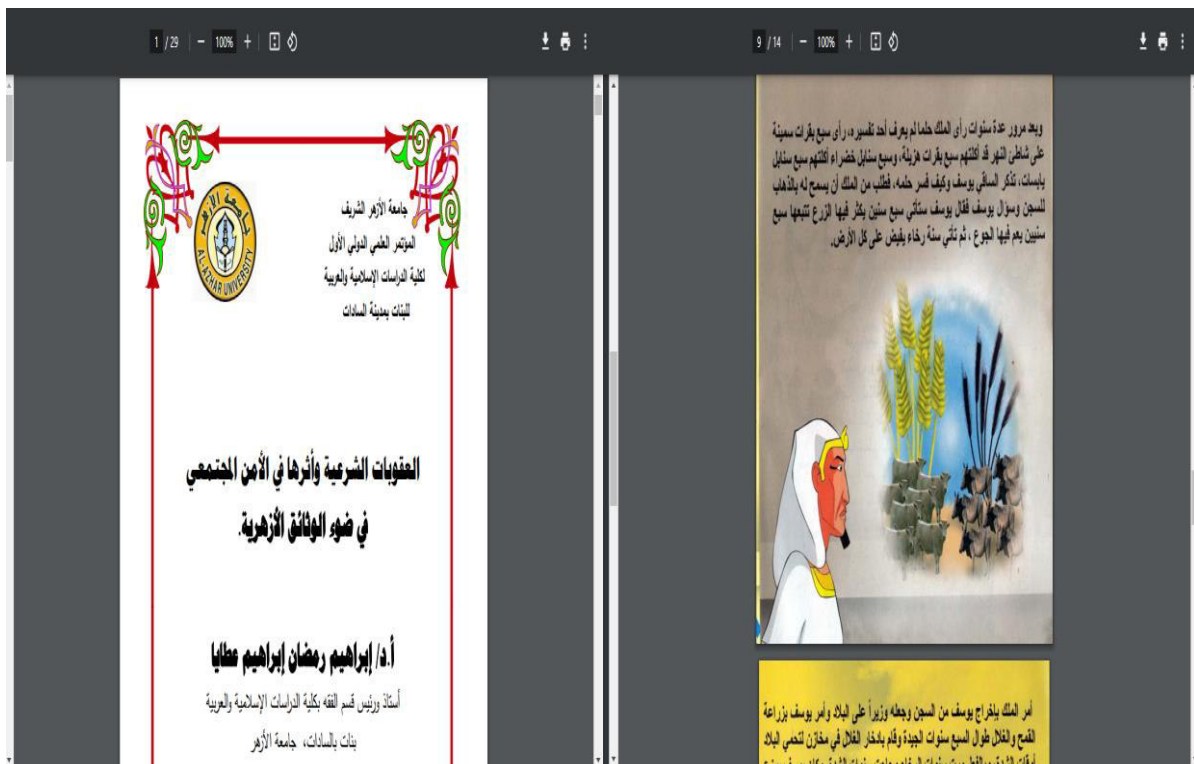 1 / 29 | − 100% +
جامعة الأزهر
AL-AZHAR UNIVERSITY
جامعة الأزهر الشريف
المؤتمر العلمي الدولي الأول
لكلية الدراسات الإسلامية والعربية
للبنات بمدينة السادات
العقوبات الشرعية وأثرها في الأمن المجتمعي
في ضوء الوثائق الأزهرية.
أ.د/ إبراهيم رمضان إبراهيم عطايا
أستاذ ورئيس قسم الفقه بكلية الدراسات الإسلامية والعربية
بنات بالسادات، جامعة الأزهر
9 / 14 | − 100% +
وبعد مرور عدة سنوات رأى الملك حلما لم يعرف أحد تفسيره، رأى سبع بقرات سمينة
على شاطئ النهر قد أكلتهم سبع بقرات هزيلة، وسبع سنابل خضراء أكلتهم سبع سنابل
يابسات، تذكر الساقي يوسف وكيف فسر حلمه، فطلب من الملك أن يسمح له بالذهاب
للسجن وسؤال يوسف فقال يوسف ستأتي سبع سنين يكثر فيها الزرع تتبعها سبع
سنيين يعم فيها الجوع ، ثم تأتي سنة رخاء يفيض على كل الأرض.
أمر الملك بإخراج يوسف من السجن وجعله وزيراً على البلاد وأمر يوسف بزراعة
القمح والغلال طوال السبع سنوات الجيدة وقام بادخار الغلال في مخازن لتحمي البلاد